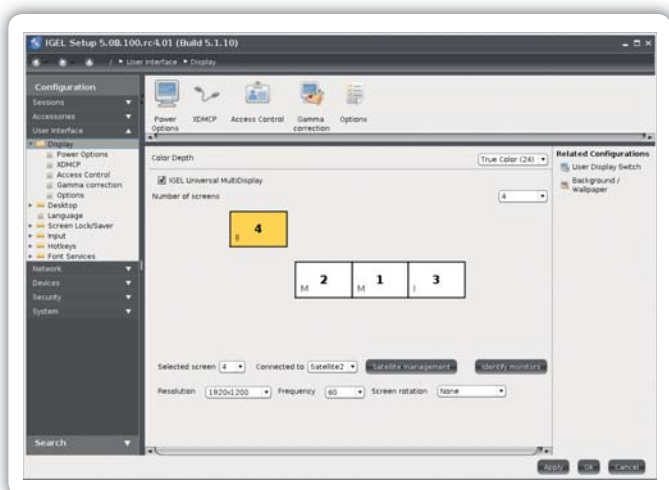 IGEL Setup 5.08.100.rc4.01 (Build 5.1.10)
/ User Interface Display
Configuration
Sessions
Accessories
User Interface
Display
Power Options
XDMCP
Access Control
Gamma correction
Options
Desktop
Language
Screen Lock/Saver
Input
Hotkeys
Font Services
Network
Devices
Security
System
Search
Power Options
XDMCP
Access Control
Gamma correction
Options
Color Depth
True Color (24)
IGEL Universal MultiDisplay
Number of screens
4
4
M 2
M 1
I 3
Selected screen 4 Connected to Satellite2 Satellite management Identify monitors
Resolution 1920x1200 Frequency 60 Screen rotation None
Related Configurations
User Display Switch
Background / Wallpaper
Apply Ok Cancel